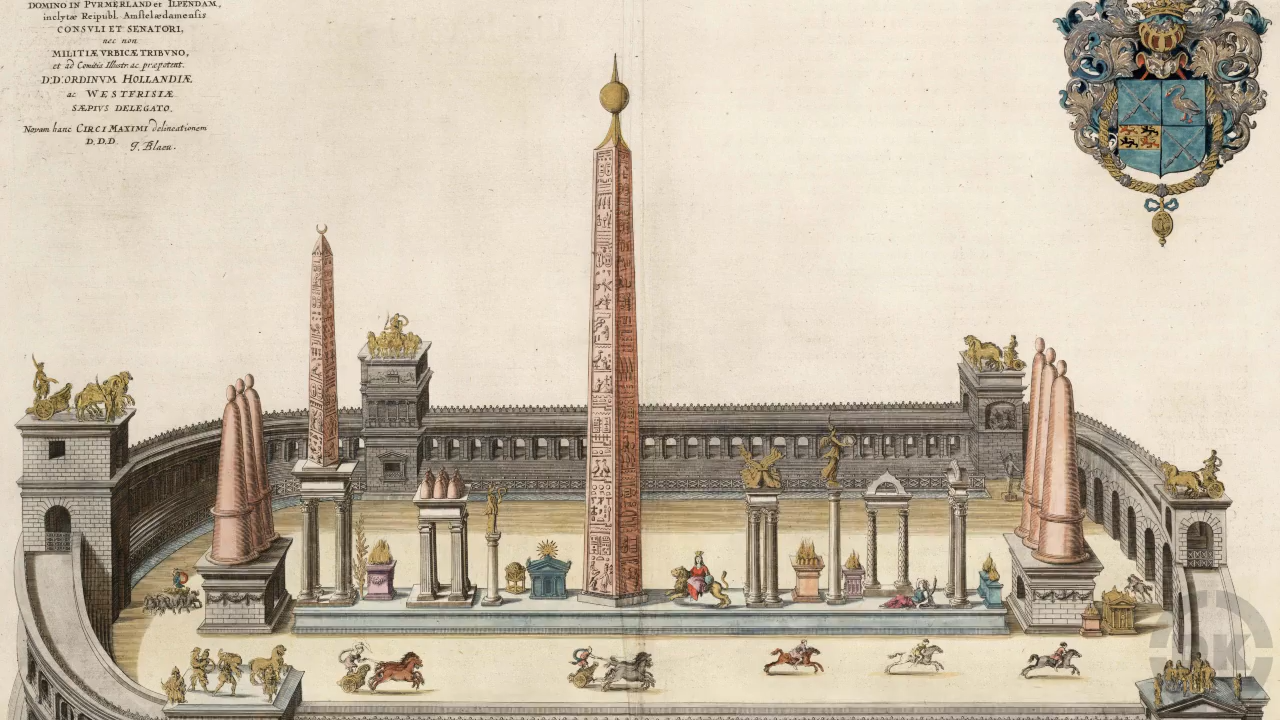 DOMINO IN PVRMERLAND et ILPENDAM,
inclytæ Reipubl. Amstelædamensis
CONSVLI ET SENATORI,
nec non
MILITIÆ VRBICÆ TRIBVNO,
et ad Comitia Illustr. ac præpotent.
D.D. ORDINVM HOLLANDIÆ
ac WESTFRISIÆ
SÆPIVS DELEGATO,
Novam hanc CIRCI MAXIMI delineationem
D.D.D. J. Blaeu.
K